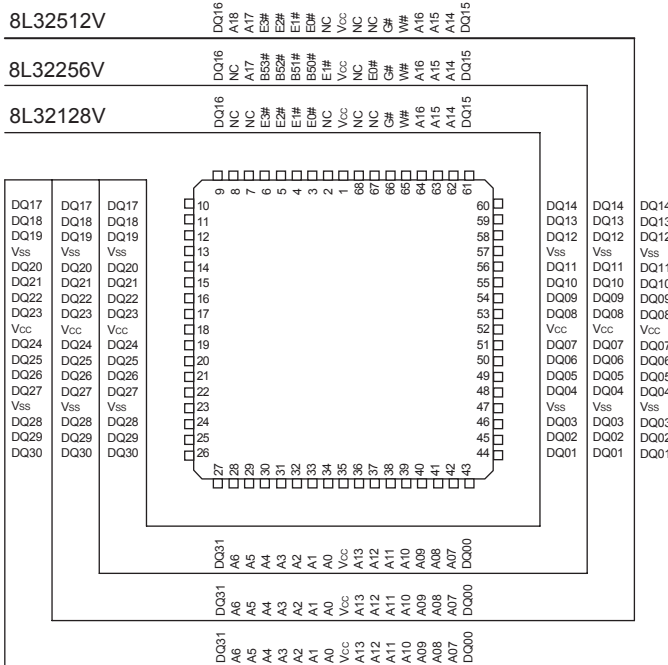 8L32512V
DQ16 A18 A17 E3# E2# E1# E0# NC Vcc NC NC G# W# A16 A15 A14 DQ15
8L32256V
DQ16 NC A17 B53# B52# B51# B50# E1# Vcc NC E0# G# W# A16 A15 A14 DQ15
8L32128V
DQ16 NC NC E3# E2# E1# E0# NC Vcc NC NC G# W# A16 A15 A14 DQ15
9 8 7 6 5 4 3 2 1 68 67 66 65 64 63 62 61
DQ17 DQ17 DQ17 10 60 DQ14 DQ14 DQ14
DQ18 DQ18 DQ18 11 59 DQ13 DQ13 DQ13
DQ19 DQ19 DQ19 12 58 DQ12 DQ12 DQ12
Vss Vss Vss 13 57 Vss Vss Vss
DQ20 DQ20 DQ20 14 56 DQ11 DQ11 DQ11
DQ21 DQ21 DQ21 15 55 DQ10 DQ10 DQ10
DQ22 DQ22 DQ22 16 54 DQ09 DQ09 DQ09
DQ23 DQ23 DQ23 17 53 DQ08 DQ08 DQ08
Vcc Vcc Vcc 18 52 Vcc Vcc Vcc
DQ24 DQ24 DQ24 19 51 DQ07 DQ07 DQ07
DQ25 DQ25 DQ25 20 50 DQ06 DQ06 DQ06
DQ26 DQ26 DQ26 21 49 DQ05 DQ05 DQ05
DQ27 DQ27 DQ27 22 48 DQ04 DQ04 DQ04
Vss Vss Vss 23 47 Vss Vss Vss
DQ28 DQ28 DQ28 24 46 DQ03 DQ03 DQ03
DQ29 DQ29 DQ29 25 45 DQ02 DQ02 DQ02
DQ30 DQ30 DQ30 26 44 DQ01 DQ01 DQ01
27 28 29 30 31 32 33 34 35 36 37 38 39 40 41 42 43
DQ31 A6 A5 A4 A3 A2 A1 A0 Vcc A13 A12 A11 A10 A09 A08 A07 DQ00
DQ31 A6 A5 A4 A3 A2 A1 A0 Vcc A13 A12 A11 A10 A09 A08 A07 DQ00
DQ31 A6 A5 A4 A3 A2 A1 A0 Vcc A13 A12 A11 A10 A09 A08 A07 DQ00